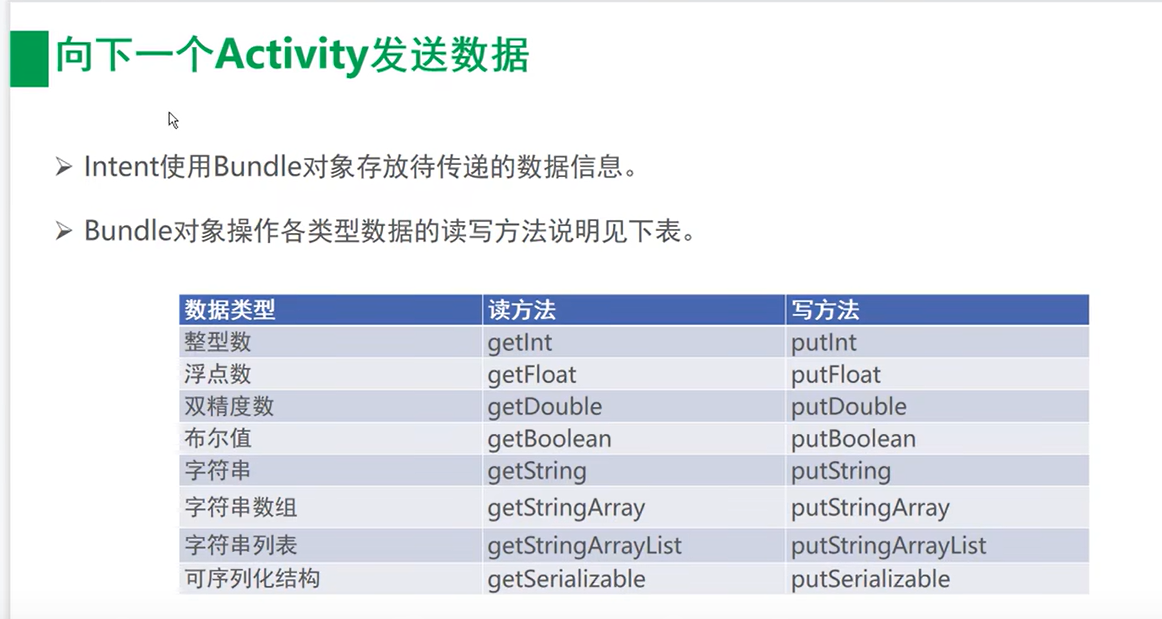 向下一个Activity发送数据
➢ Intent使用Bundle对象存放待传递的数据信息。
➢ Bundle对象操作各类型数据的读写方法说明见下表。
数据类型 读方法 写方法
整型数 getInt putInt
浮点数 getFloat putFloat
双精度数 getDouble putDouble
布尔值 getBoolean putBoolean
字符串 getString putString
字符串数组 getStringArray putStringArray
字符串列表 getStringArrayList putStringArrayList
可序列化结构 getSerializable putSerializable